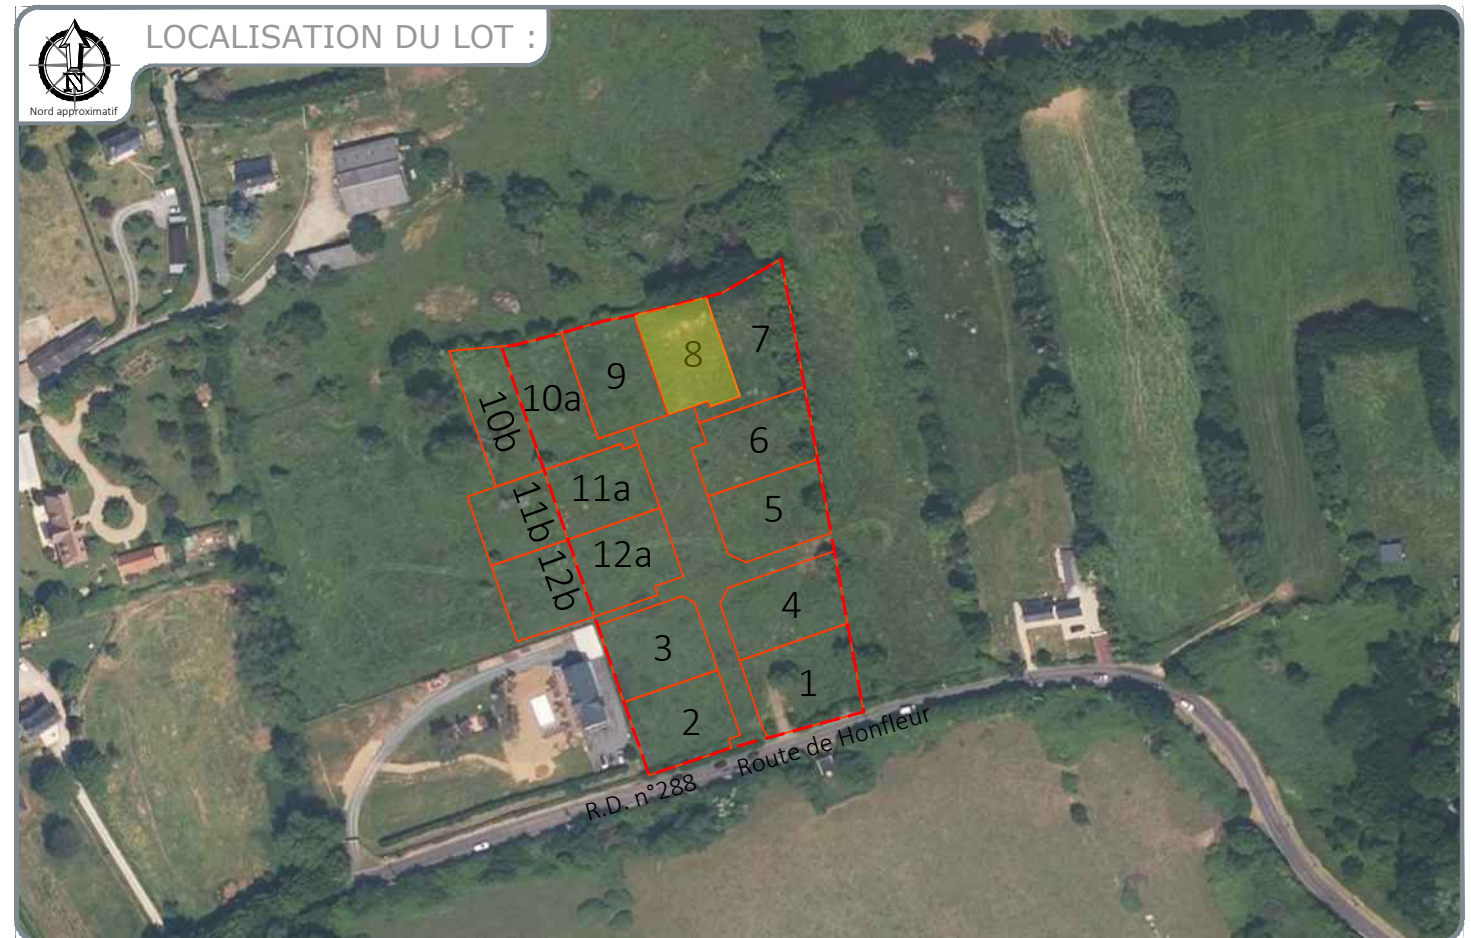 LOCALISATION DU LOT :
N
Nord approximatif
7
8
9
10a
10b
6
11a
11b
5
12a
12b
4
3
1
2
Route de Honfleur
R.D. n°288